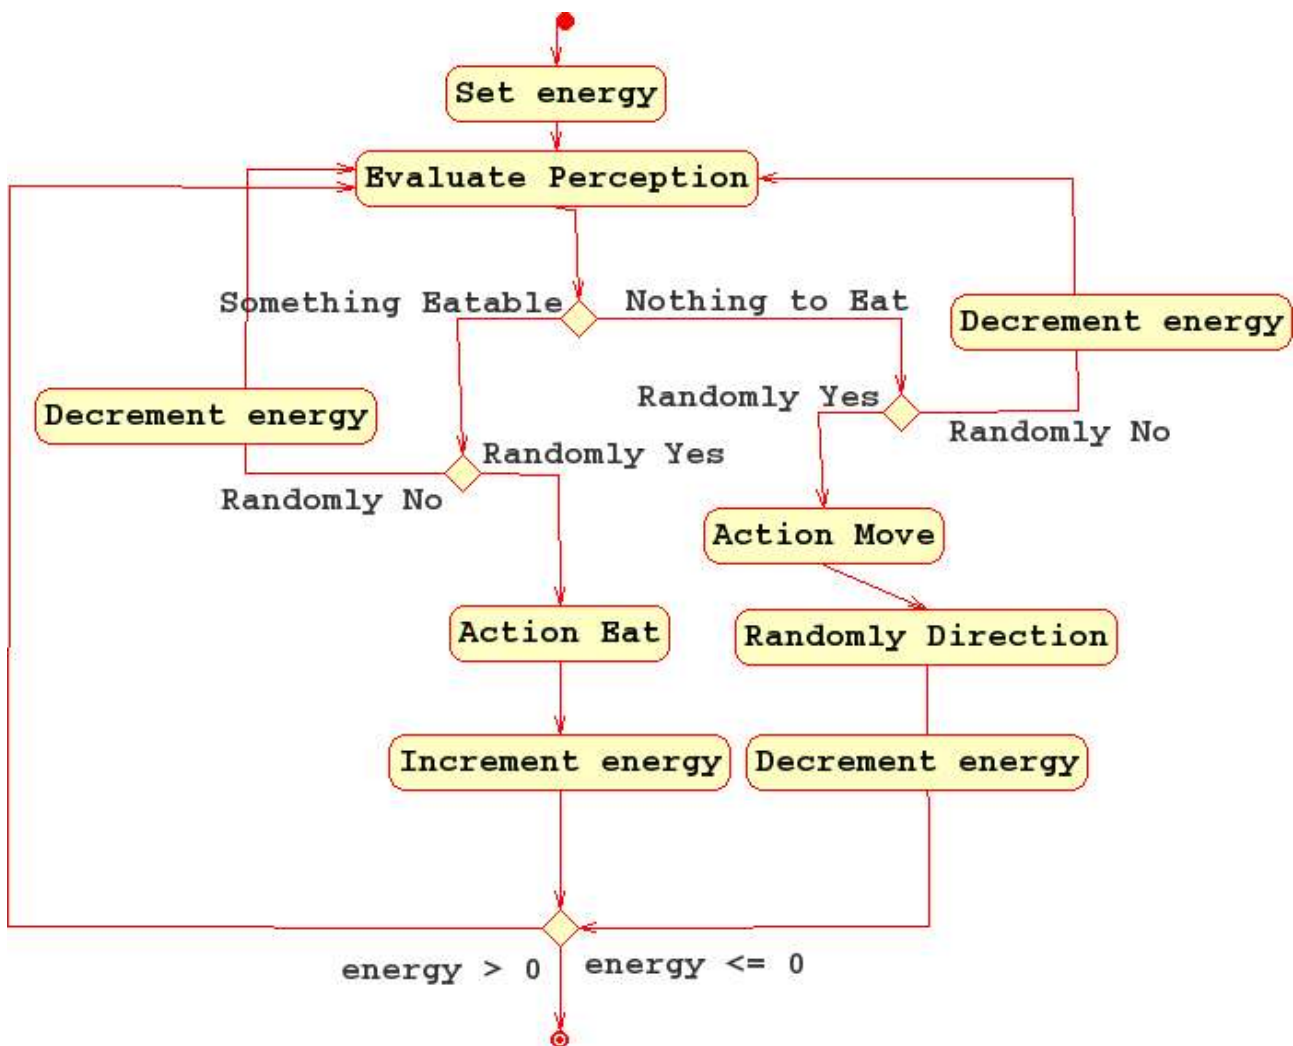 Set energy
Evaluate Perception
Something Eatable
Nothing to Eat
Decrement energy
Randomly Yes
Decrement energy
Randomly No
Randomly Yes
Randomly No
Action Move
Action Eat
Randomly Direction
Increment energy
Decrement energy
energy > 0
energy <= 0